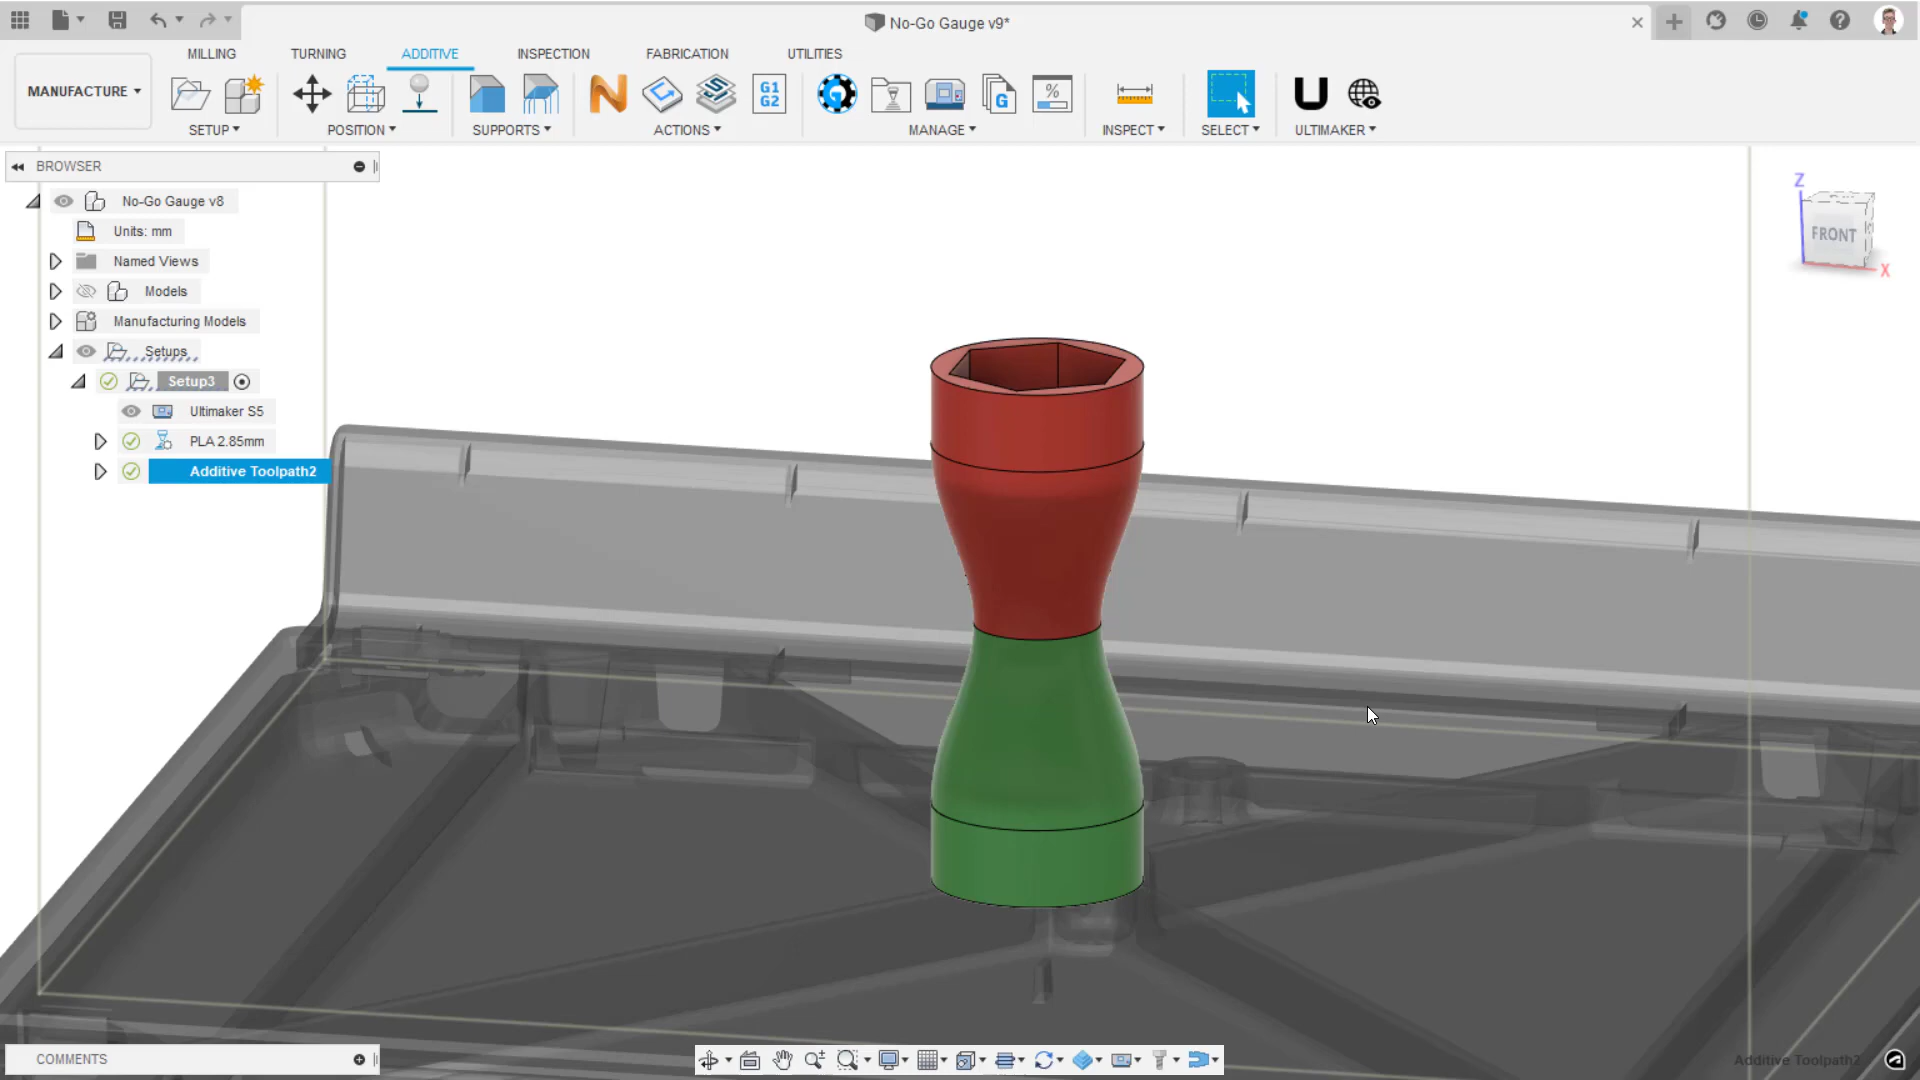 No-Go Gauge v9*
MILLING
TURNING
ADDITIVE
INSPECTION
FABRICATION
UTILITIES
MANUFACTURE
G1
G2
G
%
SETUP
POSITION
SUPPORTS
ACTIONS
MANAGE
INSPECT
SELECT
ULTIMAKER
BROWSER
No-Go Gauge v8
Units: mm
Named Views
Models
Manufacturing Models
Setups
Setup3
Ultimaker S5
PLA 2.85mm
Additive Toolpath2
Z
FRONT
X
COMMENTS
Additive Toolpath2